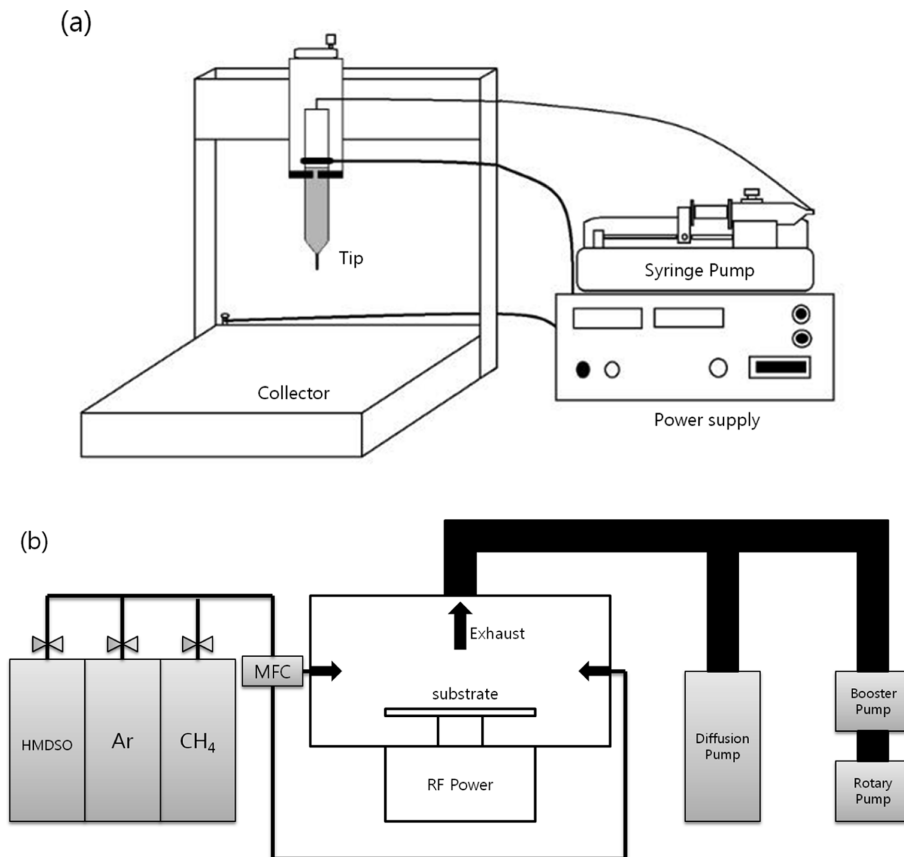 (a)
Tip
Syringe Pump
Collector
Power supply
(b)
Exhaust
MFC
substrate
HMDSO
Ar
CH₄
RF Power
Diffusion
Pump
Booster
Pump
Rotary
Pump